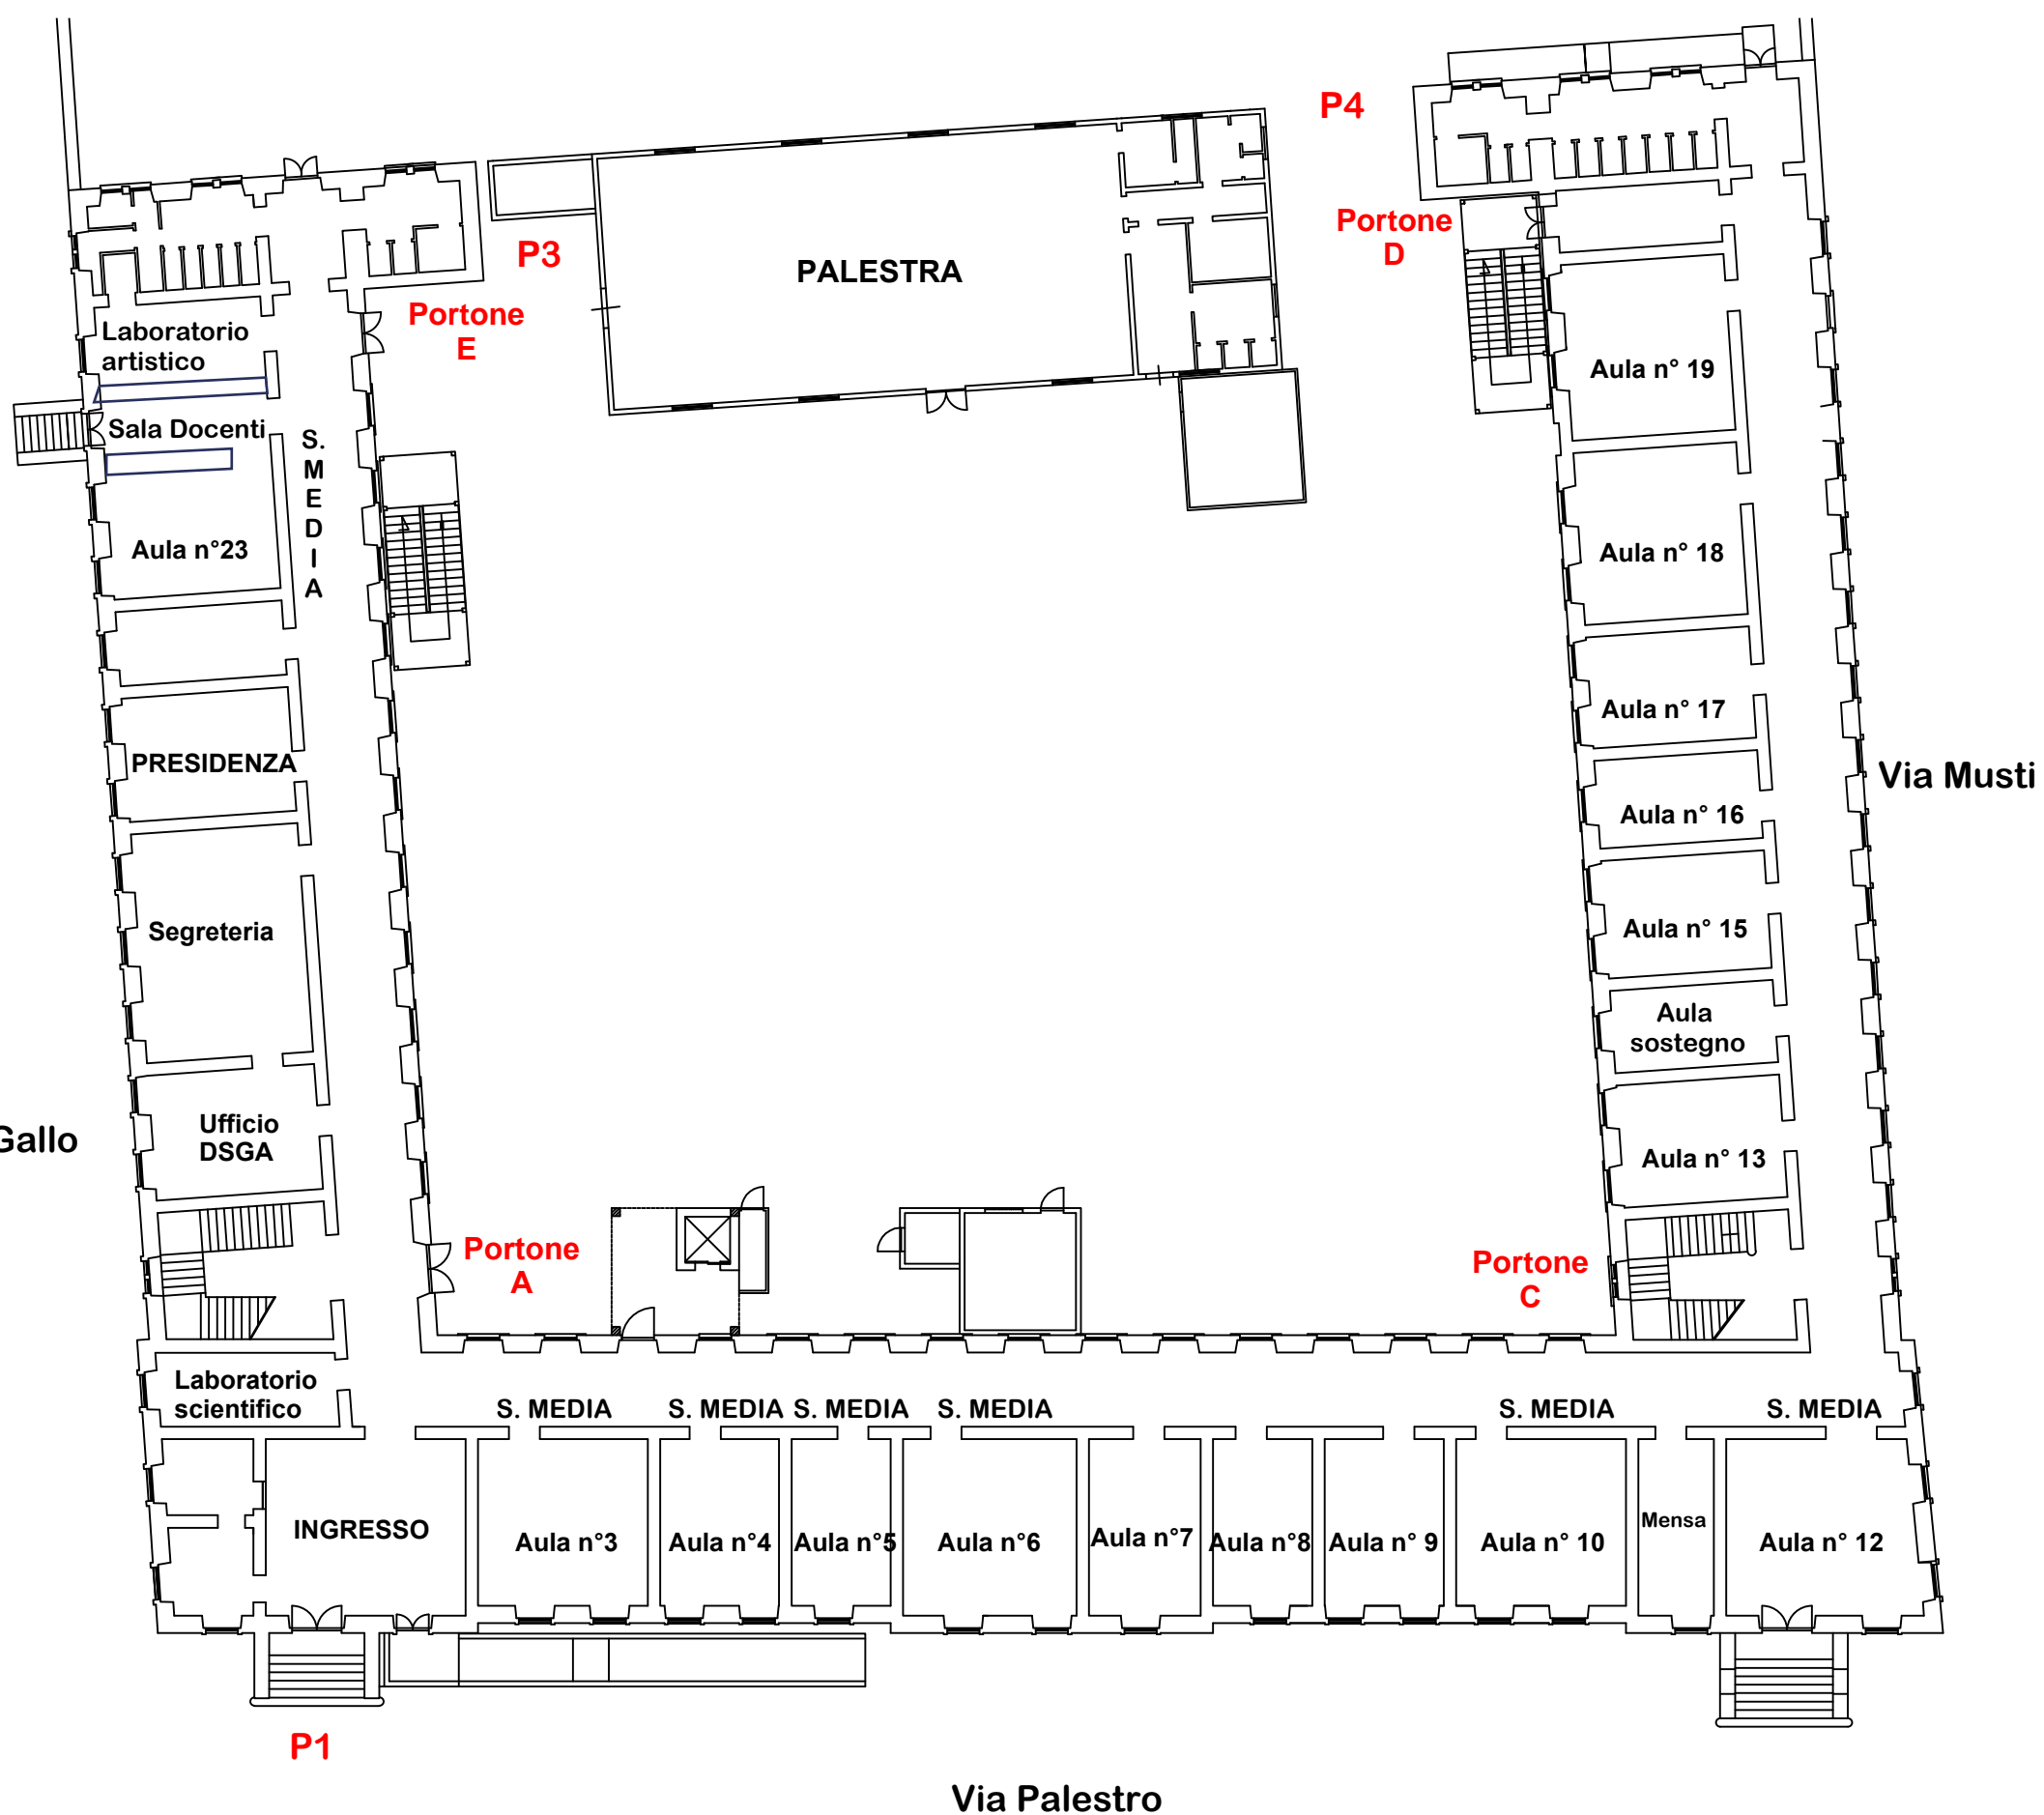 P4
Portone
D
P3
PALESTRA
Portone
E
Laboratorio
artistico
Sala Docenti
S.
M
E
D
I
A
Aula n°23
Aula n° 19
Aula n° 18
Aula n° 17
PRESIDENZA
Via Musti
Aula n° 16
Segreteria
Aula n° 15
Aula
sostegno
Ufficio
DSGA
Gallo
Aula n° 13
Portone
A
Portone
C
Laboratorio
scientifico
S. MEDIA
S. MEDIA
S. MEDIA
S. MEDIA
S. MEDIA
S. MEDIA
INGRESSO
Aula n°3
Aula n°4
Aula n°5
Aula n°6
Aula n°7
Aula n°8
Aula n° 9
Aula n° 10
Mensa
Aula n° 12
P1
Via Palestro